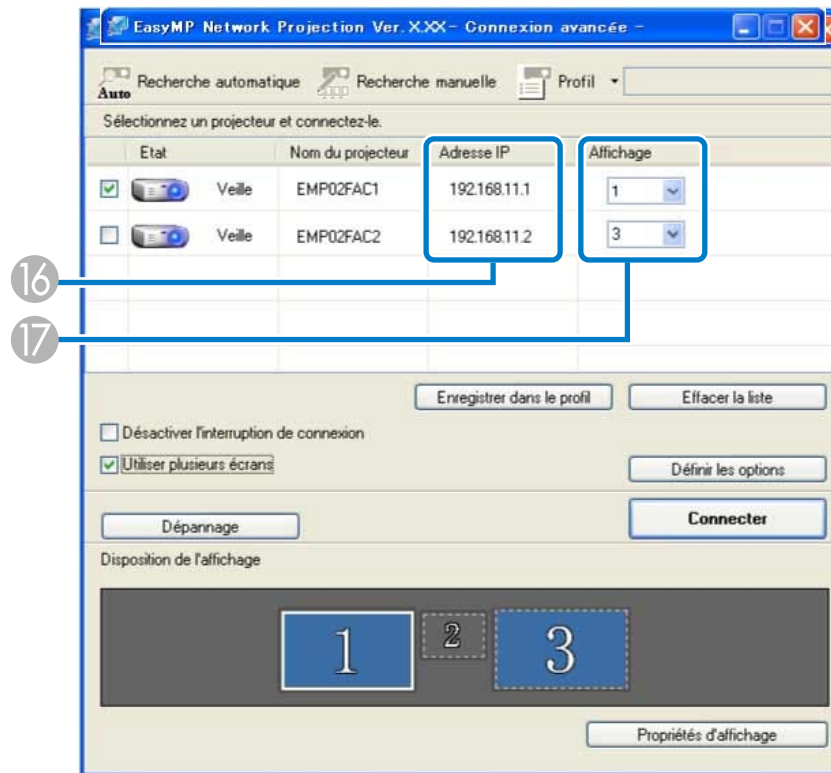 EasyMP Network Projection Ver. X.XX- Connexion avancée -
Auto Recherche automatique Recherche manuelle Profil
Sélectionnez un projecteur et connectez-le.
Etat Nom du projecteur Adresse IP Affichage
Veille EMP02FAC1 192.168.11.1 1
Veille EMP02FAC2 192.168.11.2 3
16
17
Enregistrer dans le profil Effacer la liste
Désactiver l'interruption de connexion
Utiliser plusieurs écrans Définir les options
Dépannage Connecter
Disposition de l'affichage
1 2 3
Propriétés d'affichage